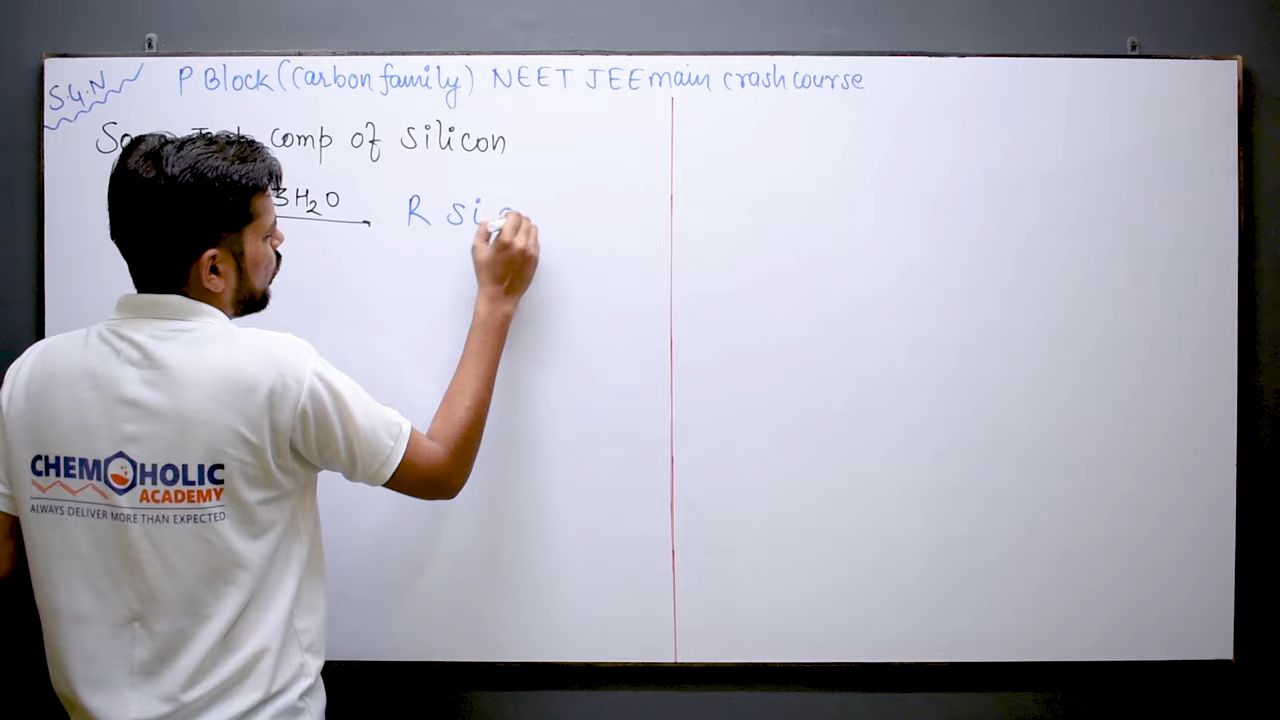 S.G.N
P Block (Carbon family) NEET JEE main crash course
comp of silicon
3H2O
R Si
CHEMOHOLIC
ACADEMY
ALWAYS DELIVER MORE THAN EXPECTED